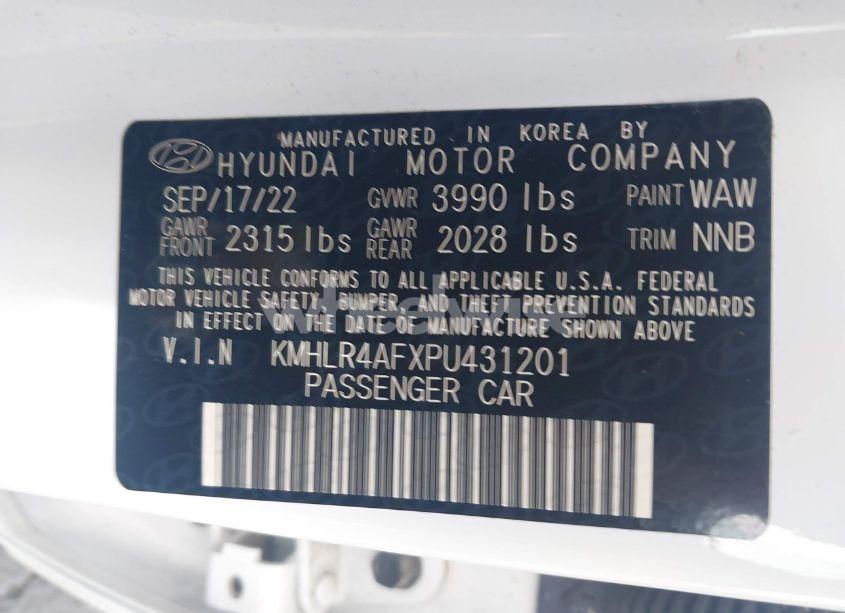 MANUFACTURED IN KOREA BY
HYUNDAI MOTOR COMPANY
SEP/17/22 GVWR 3990 lbs PAINT WAW
GAWR FRONT 2315 lbs GAWR REAR 2028 lbs TRIM NNB
THIS VEHICLE CONFORMS TO ALL APPLICABLE U.S.A. FEDERAL
MOTOR VEHICLE SAFETY, BUMPER, AND THEFT PREVENTION STANDARDS
IN EFFECT ON THE DATE OF MANUFACTURE SHOWN ABOVE
V.I.N KMHLR4AFXPU431201
PASSENGER CAR